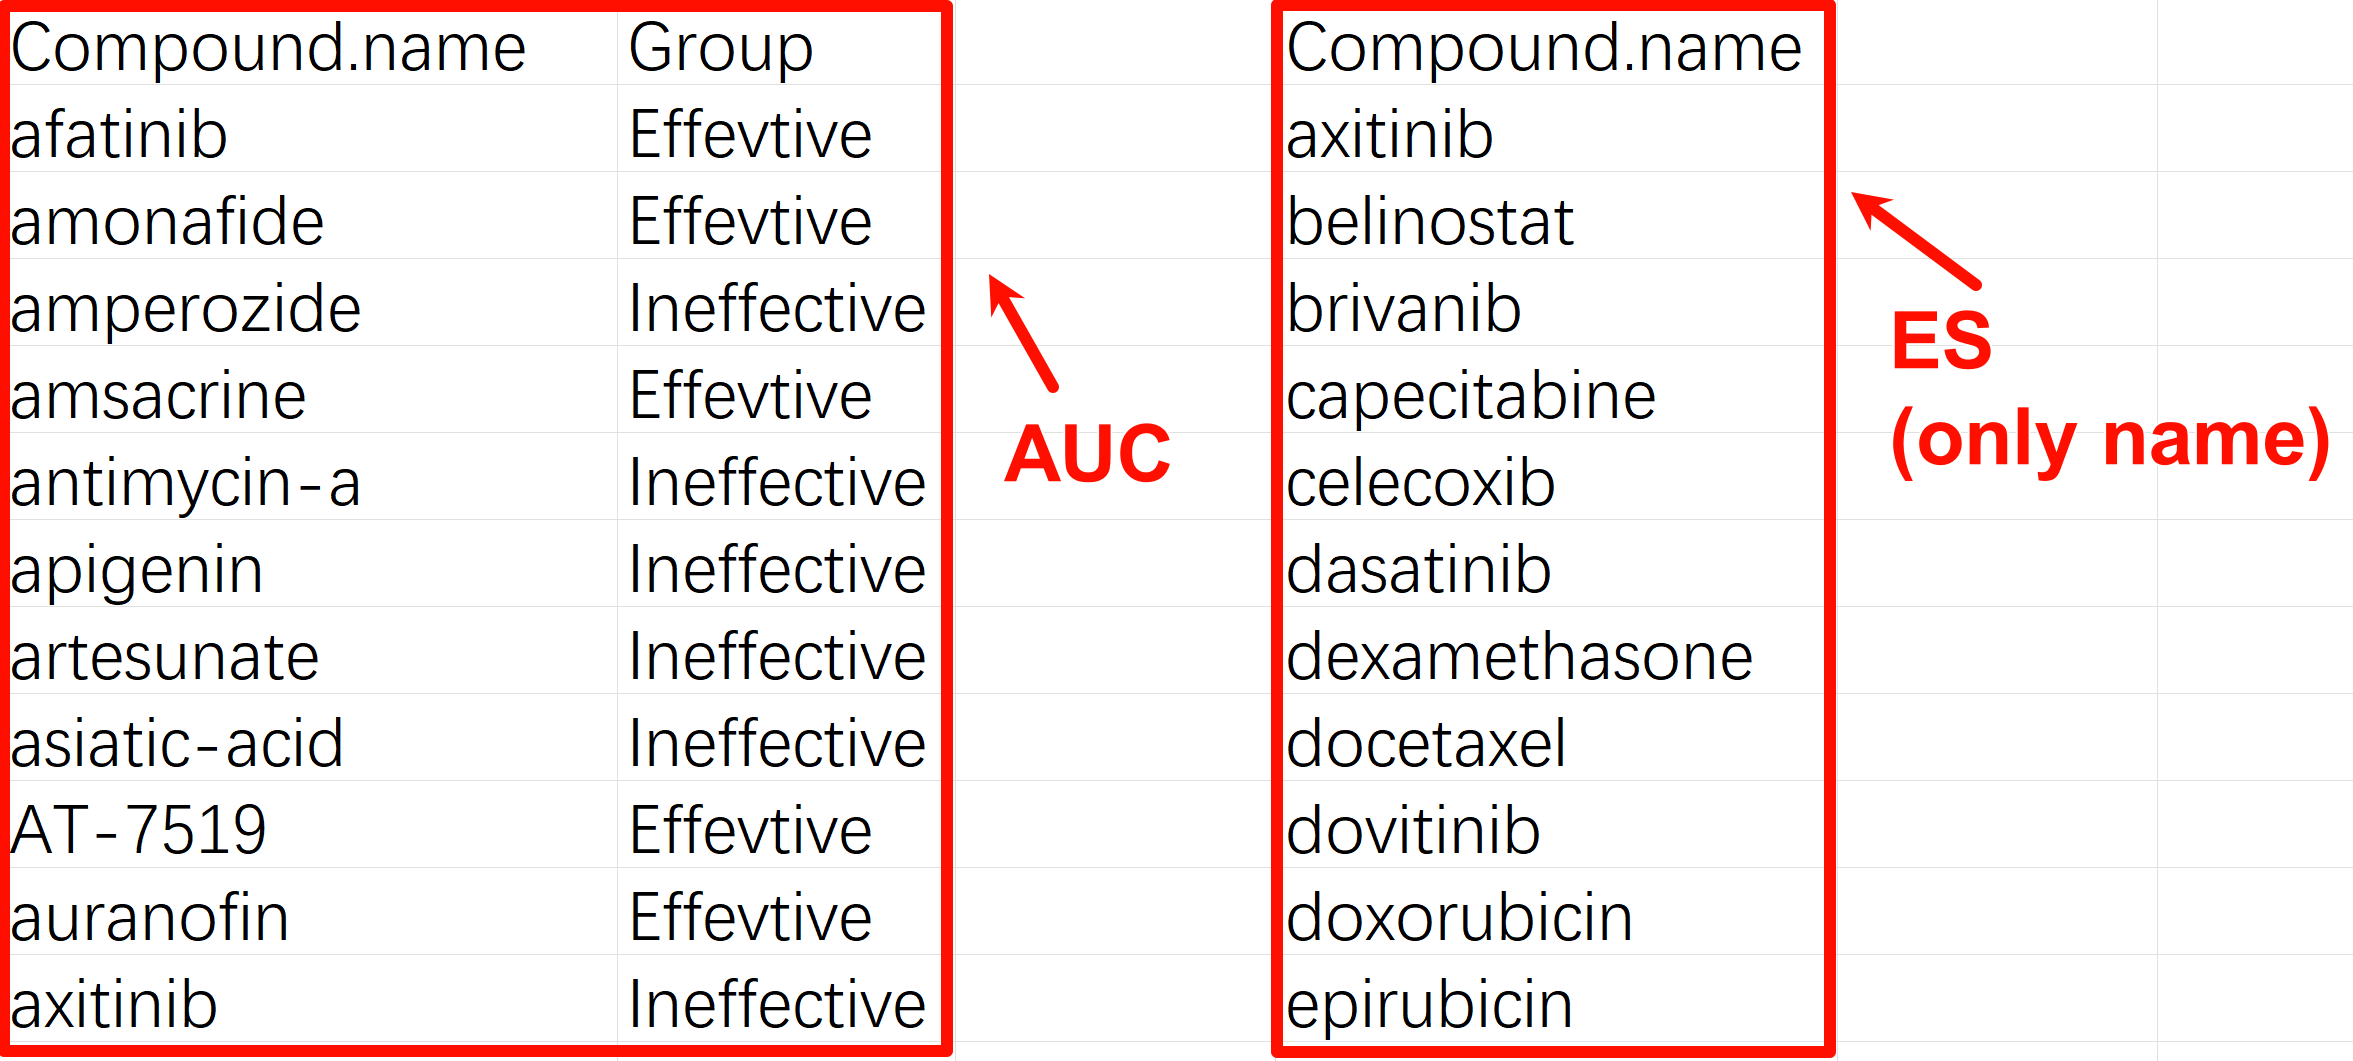 Compound.name Group
afatinib Effevtive
amonafide Effevtive
amperozide Ineffective
amsacrine Effevtive
antimycin-a Ineffective
apigenin Ineffective
artesunate Ineffective
asiatic-acid Ineffective
AT-7519 Effevtive
auranofin Effevtive
axitinib Ineffective
AUC
Compound.name
axitinib
belinostat
brivanib
capecitabine
celecoxib
dasatinib
dexamethasone
docetaxel
dovitinib
doxorubicin
epirubicin
ES
(only name)